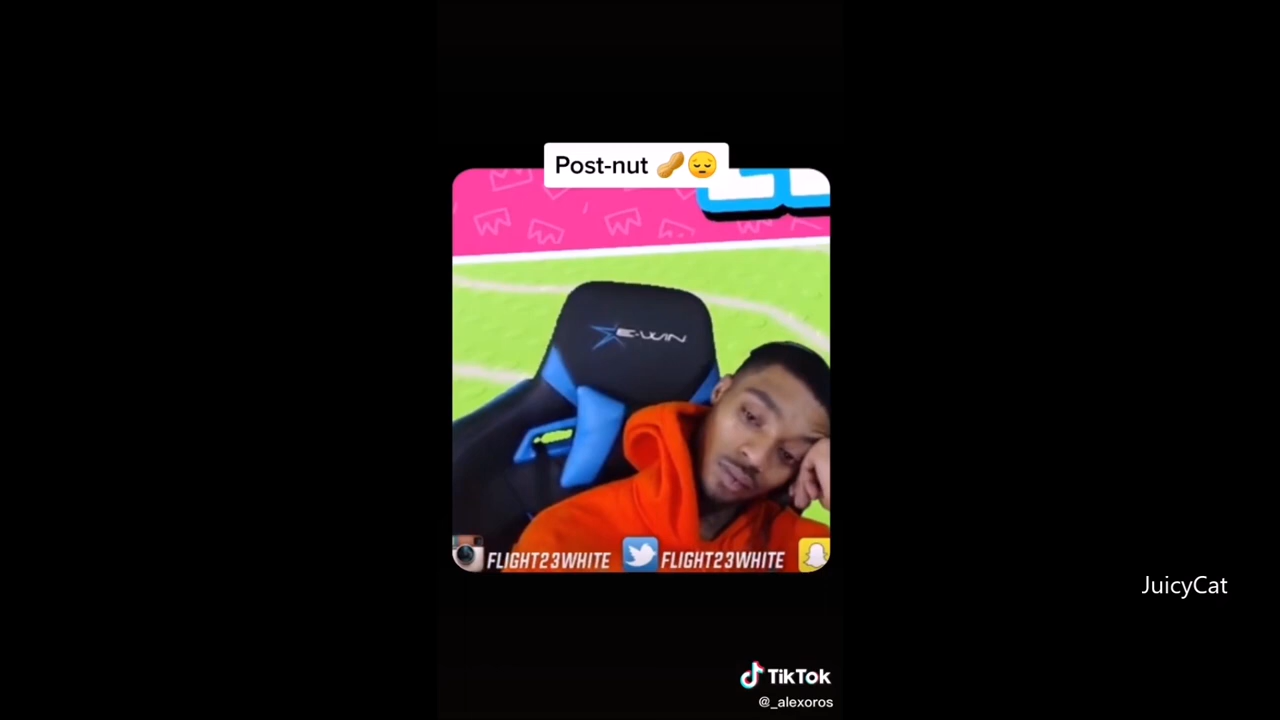 Post-nut 🥜😔
E-WIN
FLIGHT23WHITE FLIGHT23WHITE
JuicyCat
TikTok
@_alexoros